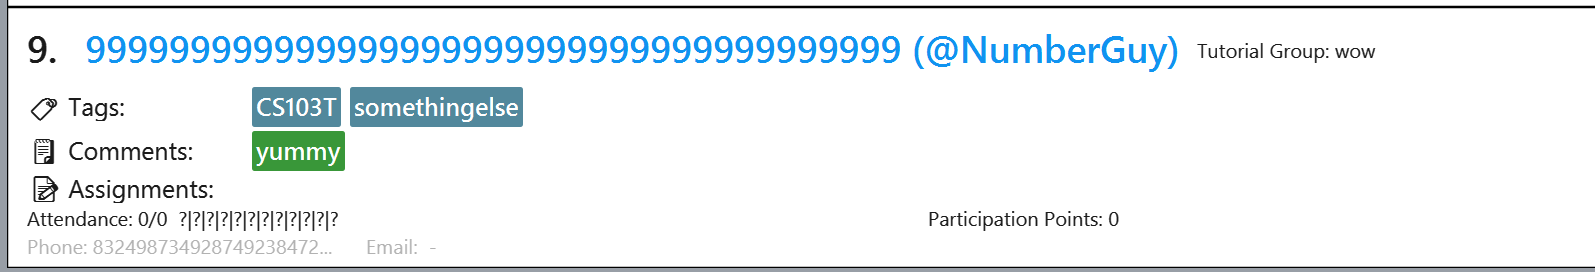 9. 999999999999999999999999999999999999999 (@NumberGuy) Tutorial Group: wow
Tags: CS103T somethingelse
Comments: yummy
Assignments:
Attendance: 0/0 ?|?|?|?|?|?|?|?|?|?|?|? Participation Points: 0
Phone: 832498734928749238472... Email: -